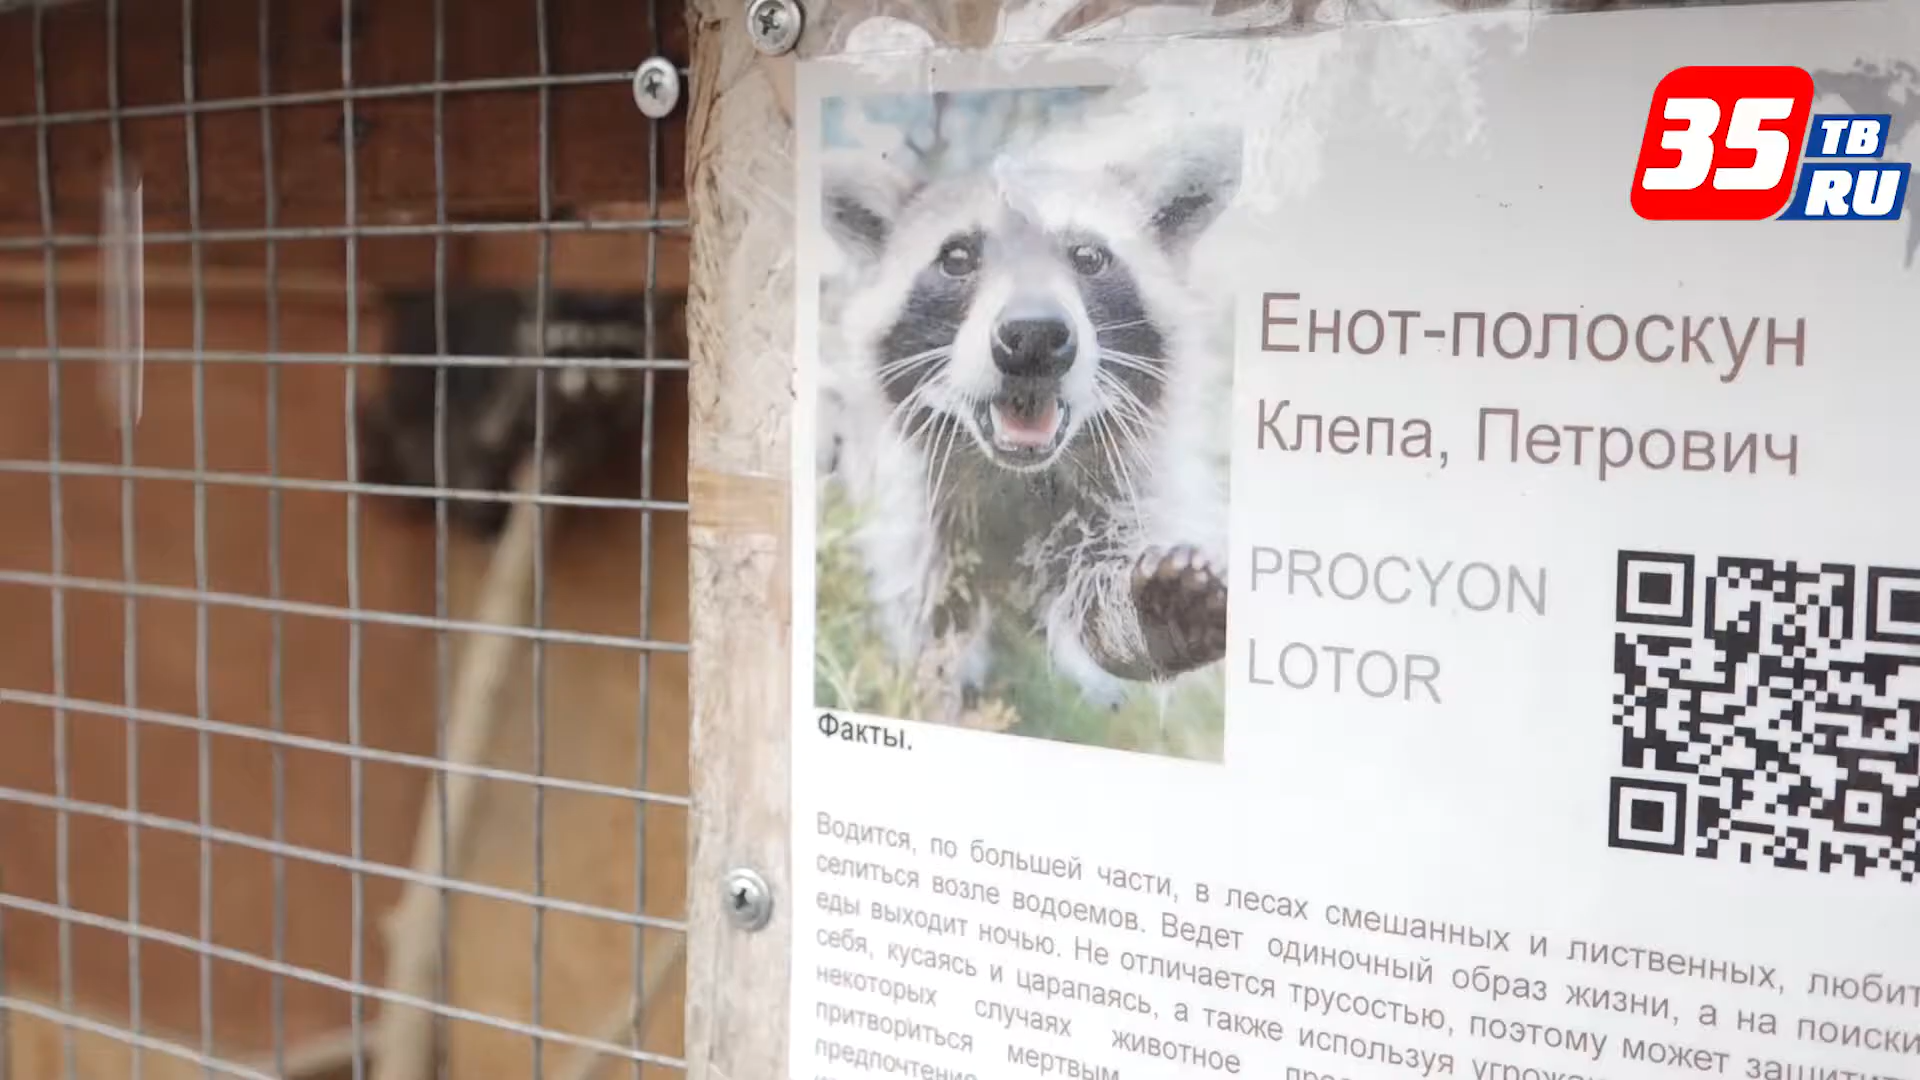 35 ТВ
RU
Енот-полоскун
Клепа, Петрович
PROCYON
LOTOR
Факты.
Водится, по большей части, в лесах смешанных и лиственных, любит
селиться возле водоемов. Ведет одиночный образ жизни, а на поиски
еды выходит ночью. Не отличается трусостью, поэтому может
себя, кусаясь и царапаясь, а также используя
некоторых случаях животное
притвориться мертвым
предпочтение